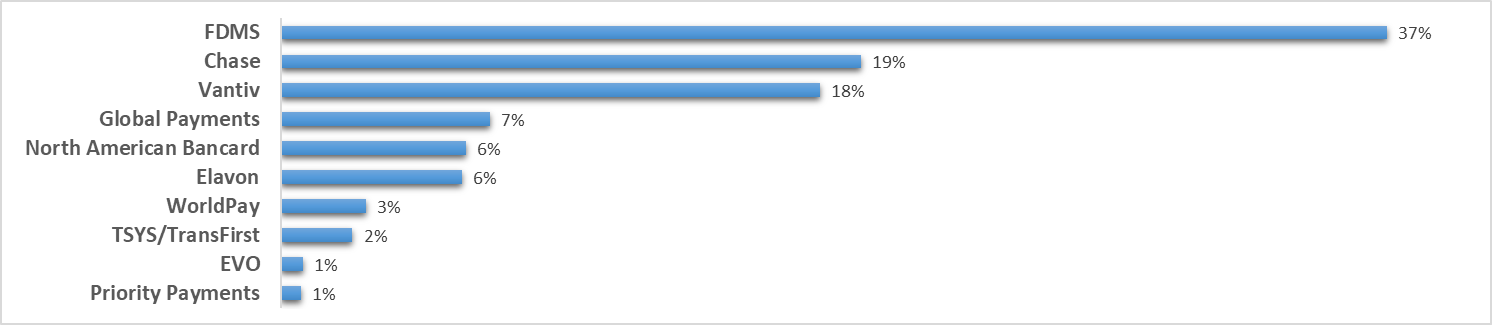 FDMS 37%
Chase 19%
Vantiv 18%
Global Payments 7%
North American Bancard 6%
Elavon 6%
WorldPay 3%
TSYS/TransFirst 2%
EVO 1%
Priority Payments 1%